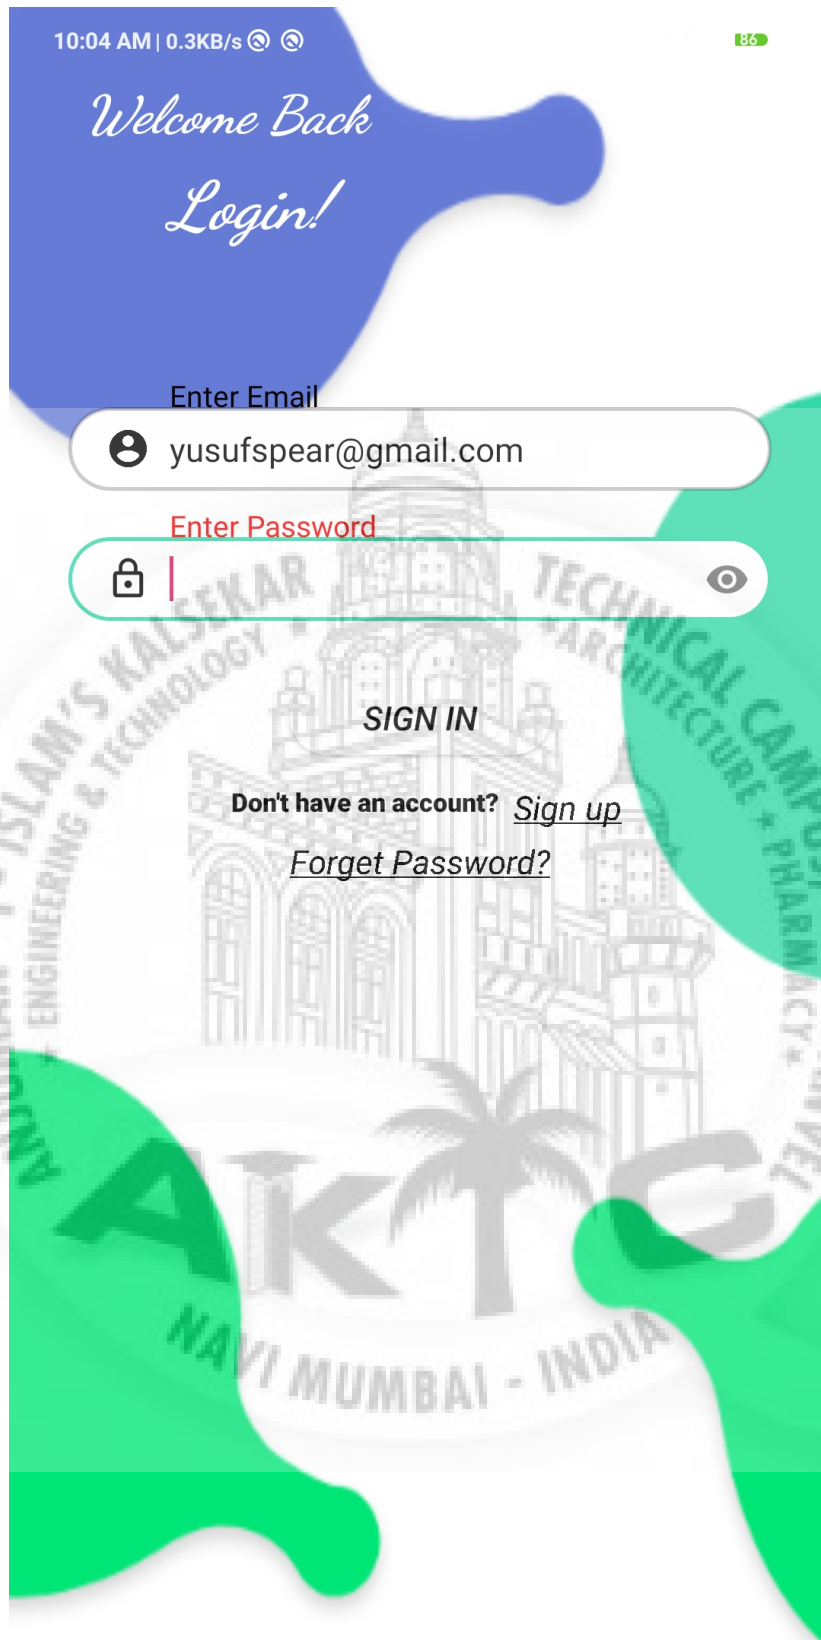 10:04 AM | 0.3KB/s
86
Welcome Back
Login!
Enter Email
yusufspear@gmail.com
Enter Password
SIGN IN
Don't have an account? Sign up
Forget Password?
ISLAM'S KALSEKAR TECHNICAL CAMPUS
ENGINEERING & TECHNOLOGY * ARCHITECTURE * PHARMACY *
AKTC
NAVI MUMBAI - INDIA